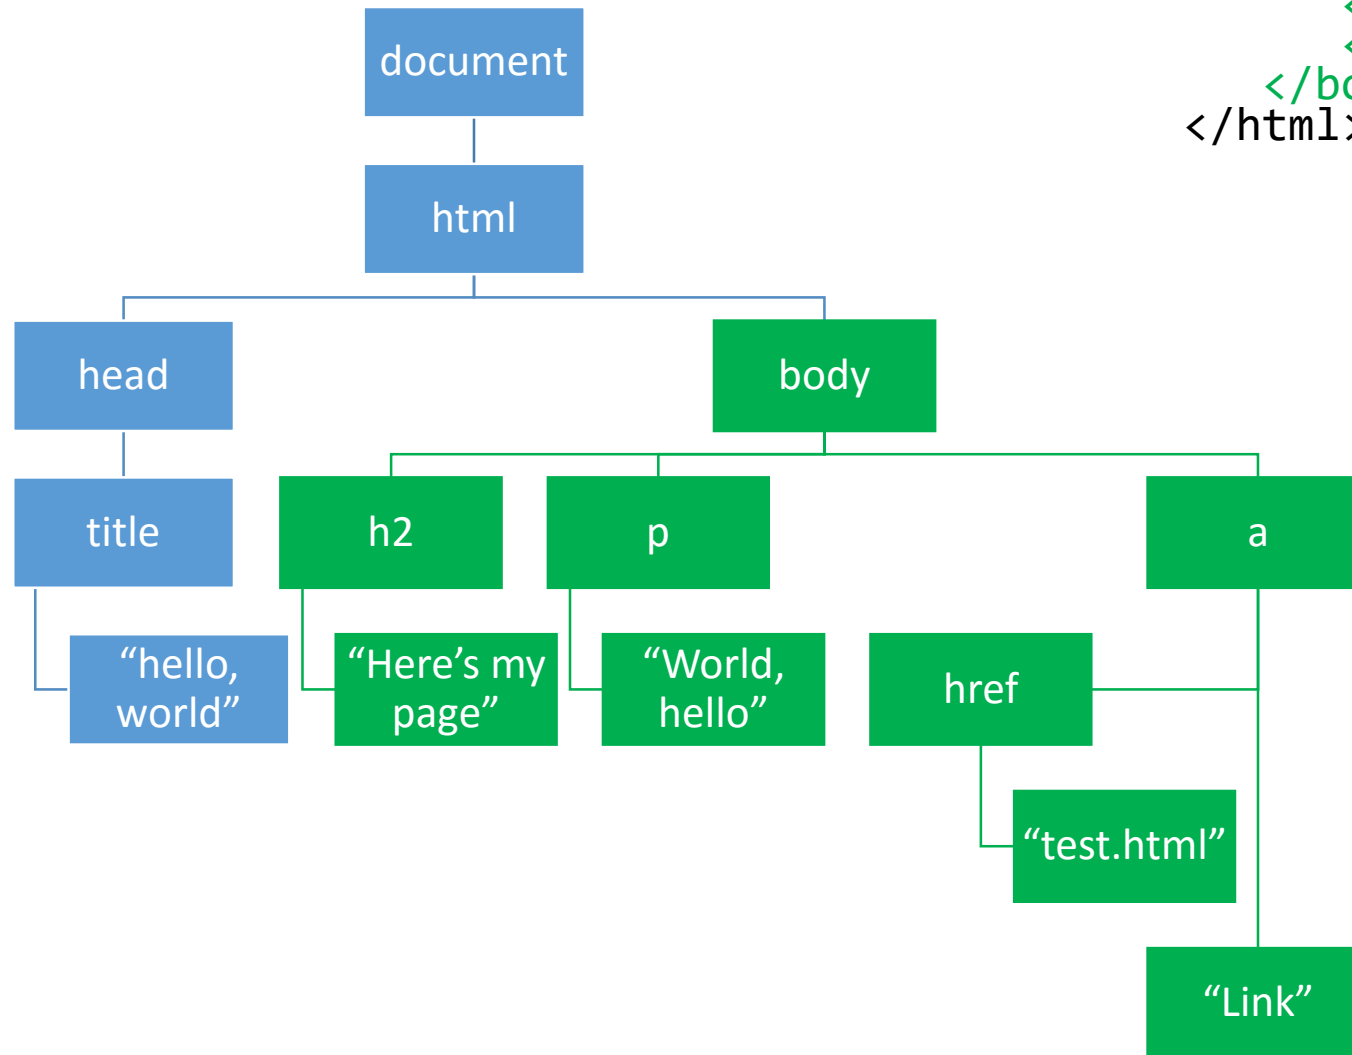 <
<
</bo
</html>
document
html
head
body
title
h2
p
a
“hello,
world”
“Here’s my
page”
“World,
hello”
href
“test.html”
“Link”